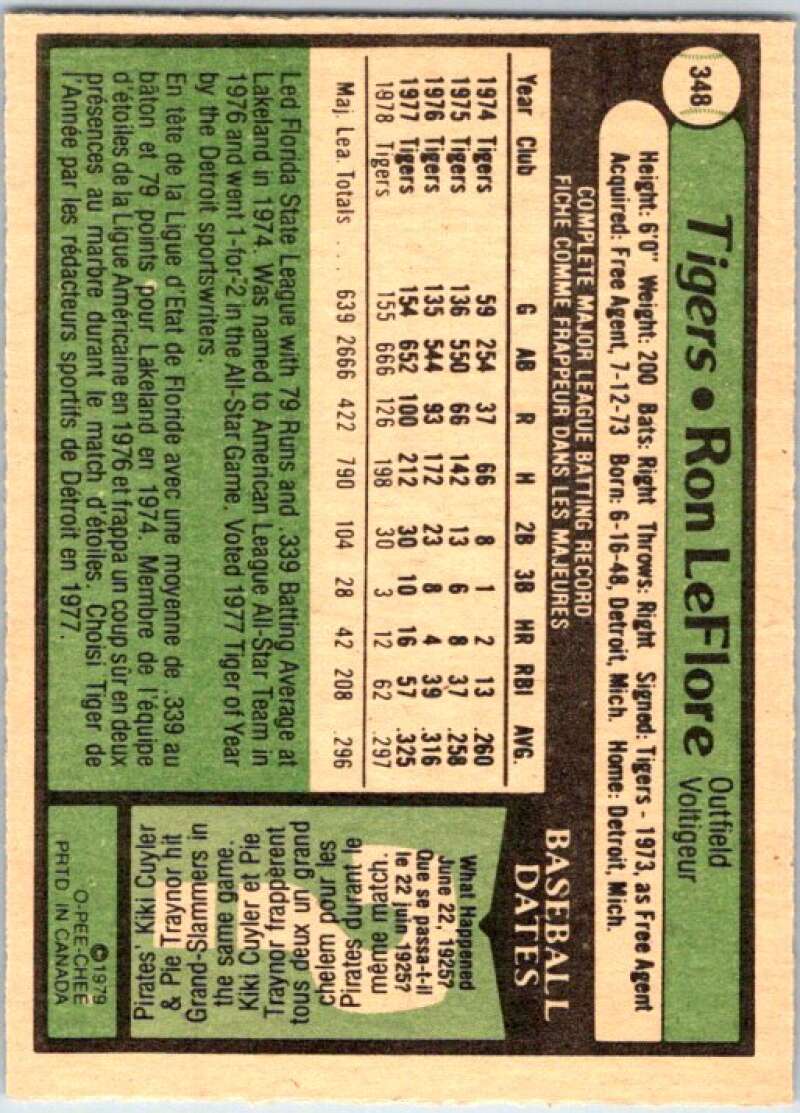 348
Tigers • Ron LeFlore
Outfield
Voltigeur
Height: 6'0" Weight: 200 Bats: Right Throws: Right Signed: Tigers - 1973, as Free Agent
Acquired: Free Agent, 7-12-73 Born: 6-16-48, Detroit, Mich. Home: Detroit, Mich.
COMPLETE MAJOR LEAGUE BATTING RECORD
FICHE COMME FRAPPEUR DANS LES MAJEURES
Year Club G AB R H 2B 3B HR RBI AVG.
1974 Tigers 59 254 37 66 8 1 2 13 .260
1975 Tigers 136 550 66 142 13 6 8 37 .258
1976 Tigers 135 544 93 172 23 8 4 39 .316
1977 Tigers 154 652 100 212 30 10 16 57 .325
1978 Tigers 155 666 126 198 30 3 12 62 .297
Maj. Lea. Totals . . . 639 2666 422 790 104 28 42 208 .296
Led Florida State League with 79 Runs and .339 Batting Average at
Lakeland in 1974. Was named to American League All-Star Team in
1976 and went 1-for-2 in the All-Star Game. Voted 1977 Tiger of Year
by the Detroit sportswriters.
En tête de la Ligue d'Etat de Floride avec une moyenne de .339 au
bâton et 79 points pour Lakeland en 1974. Membre de l'équipe
d'étoiles de la Ligue Américaine en 1976 et frappa un coup sûr en deux
présences au marbre durant le match d'étoiles. Choisi Tiger de
l'Année par les rédacteurs sportifs de Détroit en 1977.
BASEBALL
DATES
What Happened
June 22, 1925?
Que se passa-t-il
le 22 juin 1925?
Pirates' Kiki Cuyler
& Pie Traynor hit
Grand-Slammers in
the same game.
Kiki Cuyler et Pie
Traynor frappèrent
tous deux un grand
chelem pour les
Pirates durant le
même match.
©1979
O-PEE-CHEE
PRTD. IN CANADA